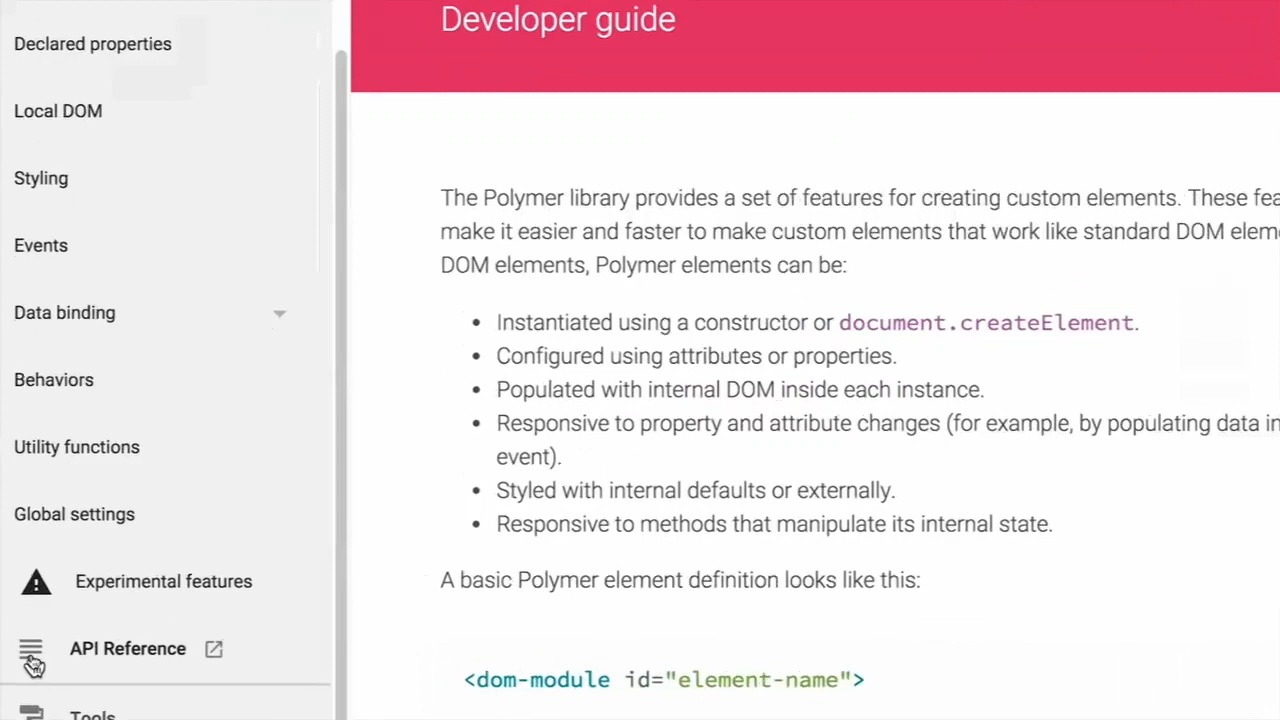 Declared properties
Local DOM
Styling
Events
Data binding
Behaviors
Utility functions
Global settings
Experimental features
API Reference
Tools
Developer guide
The Polymer library provides a set of features for creating custom elements. These
make it easier and faster to make custom elements that work like standard DOM
DOM elements, Polymer elements can be:
• Instantiated using a constructor or document.createElement.
• Configured using attributes or properties.
• Populated with internal DOM inside each instance.
• Responsive to property and attribute changes (for example, by populating data
event).
• Styled with internal defaults or externally.
• Responsive to methods that manipulate its internal state.
A basic Polymer element definition looks like this:
<dom-module id="element-name">